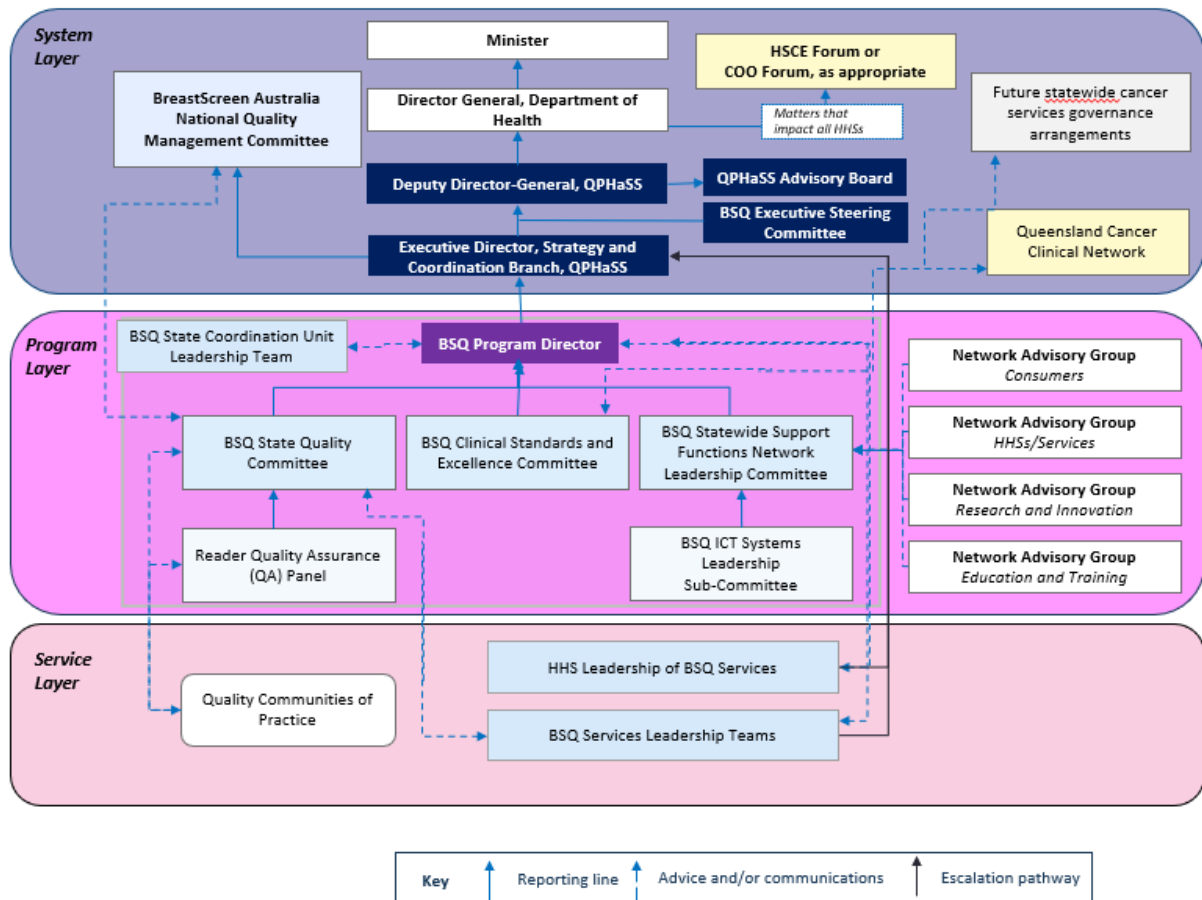 System
Layer
Minister
HSCE Forum or
COO Forum, as appropriate
BreastScreen Australia
National Quality
Management Committee
Director General, Department of
Health
Matters that
impact all HHSs
Future statewide cancer
services governance
arrangements
Deputy Director-General, QPHaSS
QPHaSS Advisory Board
BSQ Executive Steering
Committee
Executive Director, Strategy and
Coordination Branch, QPHaSS
Queensland Cancer
Clinical Network
Program
Layer
BSQ State Coordination Unit
Leadership Team
BSQ Program Director
Network Advisory Group
Consumers
BSQ State Quality
Committee
BSQ Clinical Standards and
Excellence Committee
BSQ Statewide Support
Functions Network
Leadership Committee
Network Advisory Group
HHSs/Services
Network Advisory Group
Research and Innovation
Reader Quality Assurance
(QA) Panel
BSQ ICT Systems
Leadership
Sub-Committee
Network Advisory Group
Education and Training
Service
Layer
HHS Leadership of BSQ Services
Quality Communities of
Practice
BSQ Services Leadership Teams
Key
Reporting line
Advice and/or communications
Escalation pathway